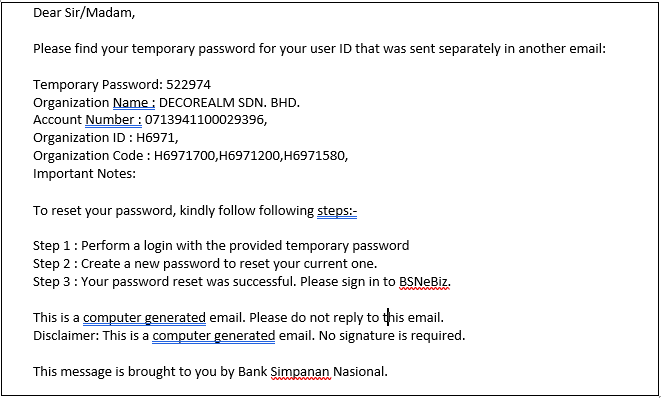 Dear Sir/Madam,
Please find your temporary password for your user ID that was sent separately in another email:
Temporary Password: 522974
Organization Name : DECOREALM SDN. BHD.
Account Number : 0713941100029396,
Organization ID : H6971,
Organization Code : H6971700,H6971200,H6971580,
Important Notes:
To reset your password, kindly follow following steps:-
Step 1 : Perform a login with the provided temporary password
Step 2 : Create a new password to reset your current one.
Step 3 : Your password reset was successful. Please sign in to BSNeBiz.
This is a computer generated email. Please do not reply to this email.
Disclaimer: This is a computer generated email. No signature is required.
This message is brought to you by Bank Simpanan Nasional.